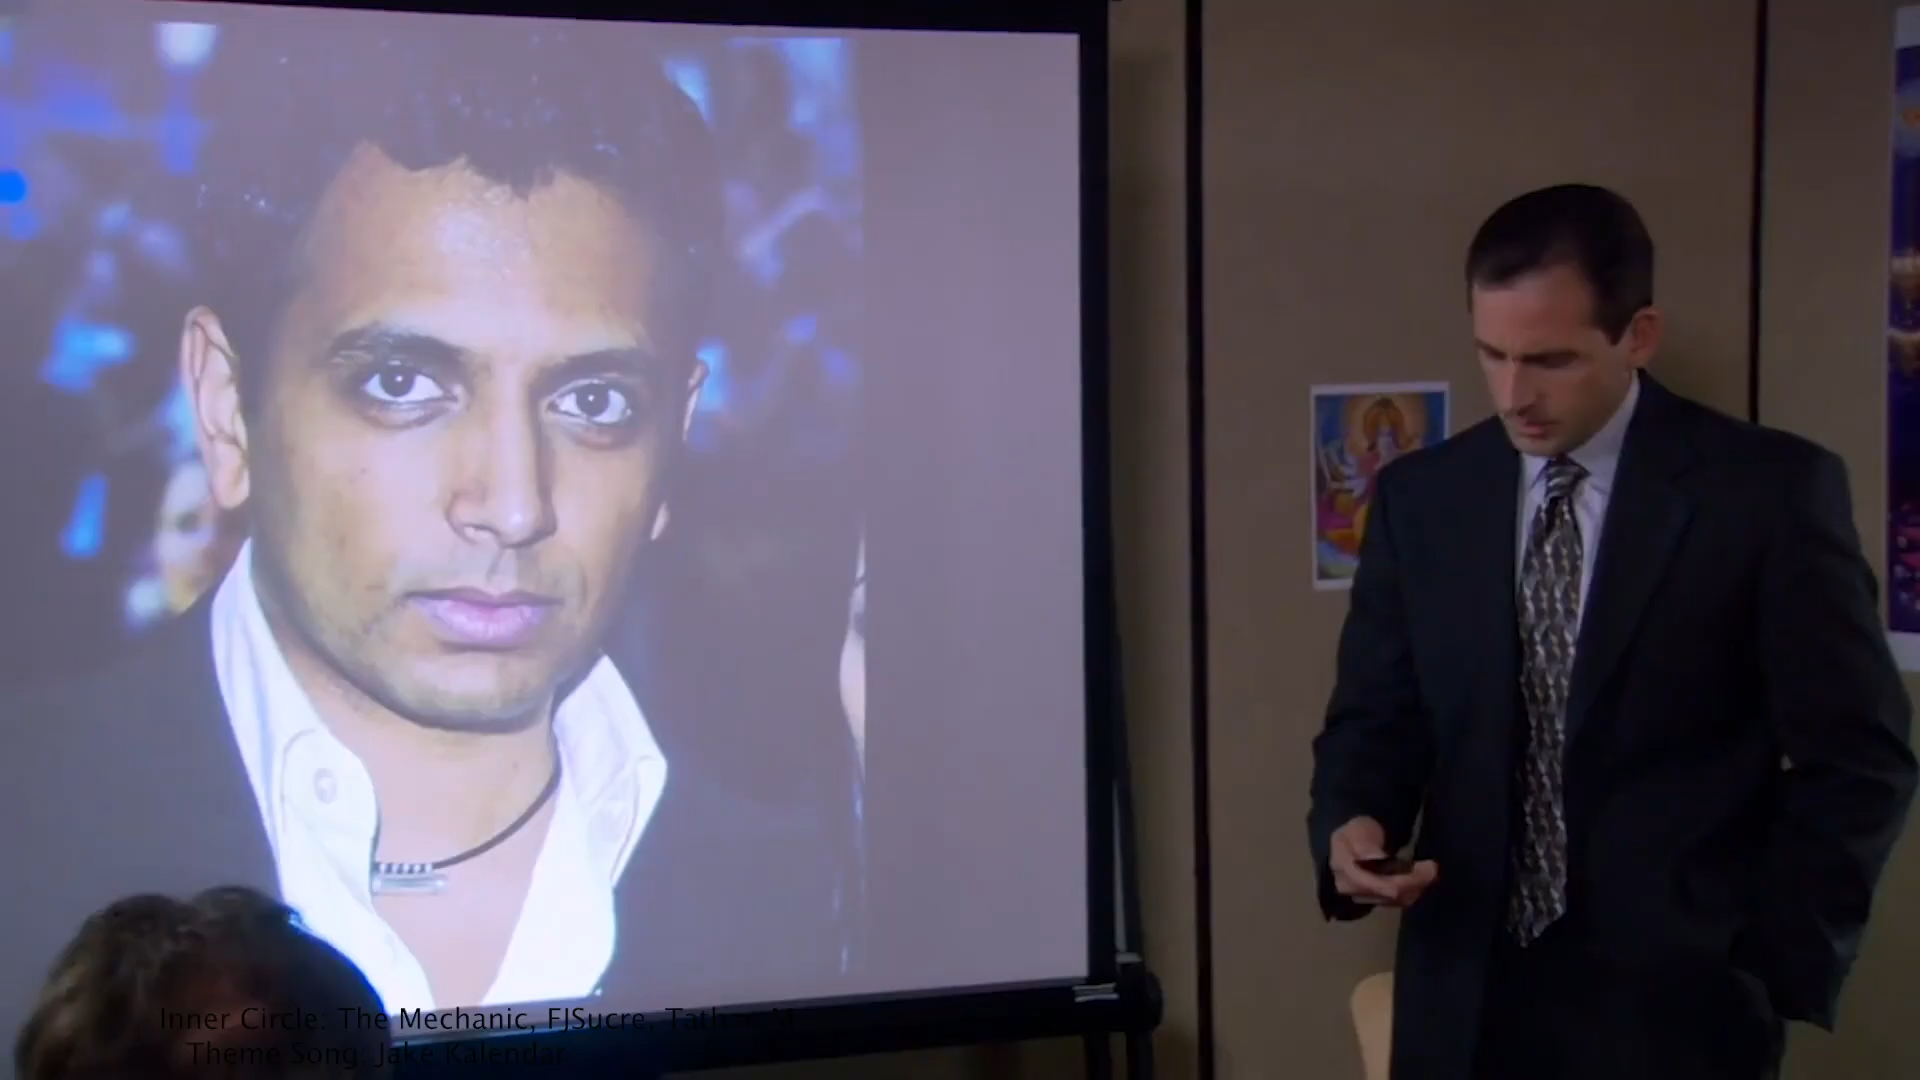 Inner Circle: The Mechanic, FJSucre,
Theme Song: Jake Kalendar